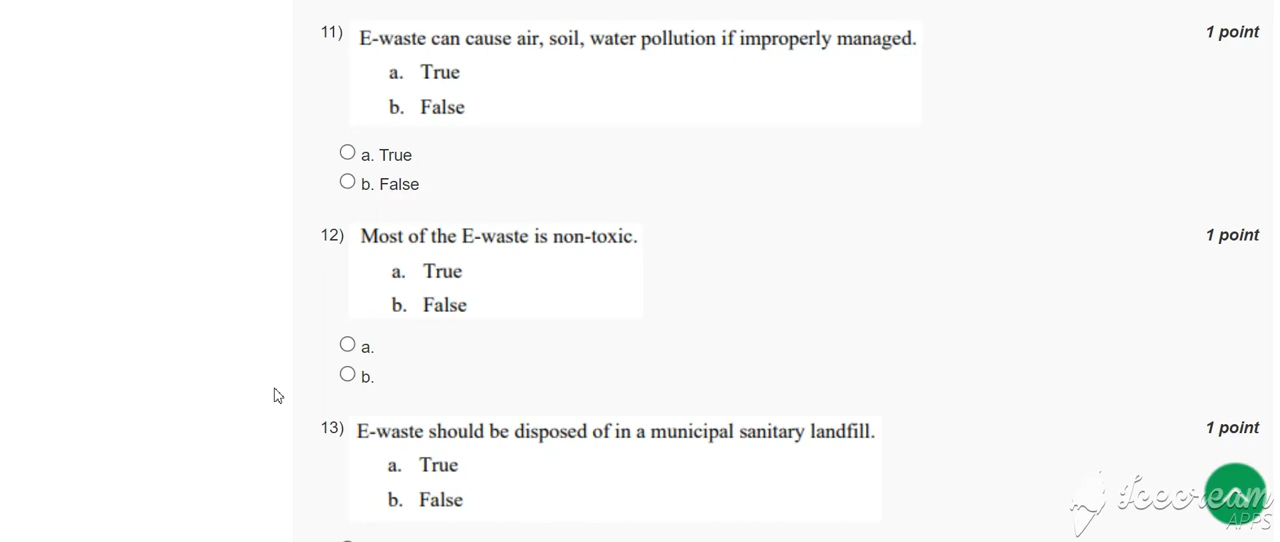 11) E-waste can cause air, soil, water pollution if improperly managed. 1 point
a. True
b. False
a. True
b. False
12) Most of the E-waste is non-toxic. 1 point
a. True
b. False
a.
b.
13) E-waste should be disposed of in a municipal sanitary landfill. 1 point
a. True
b. False
Icecream
APPS